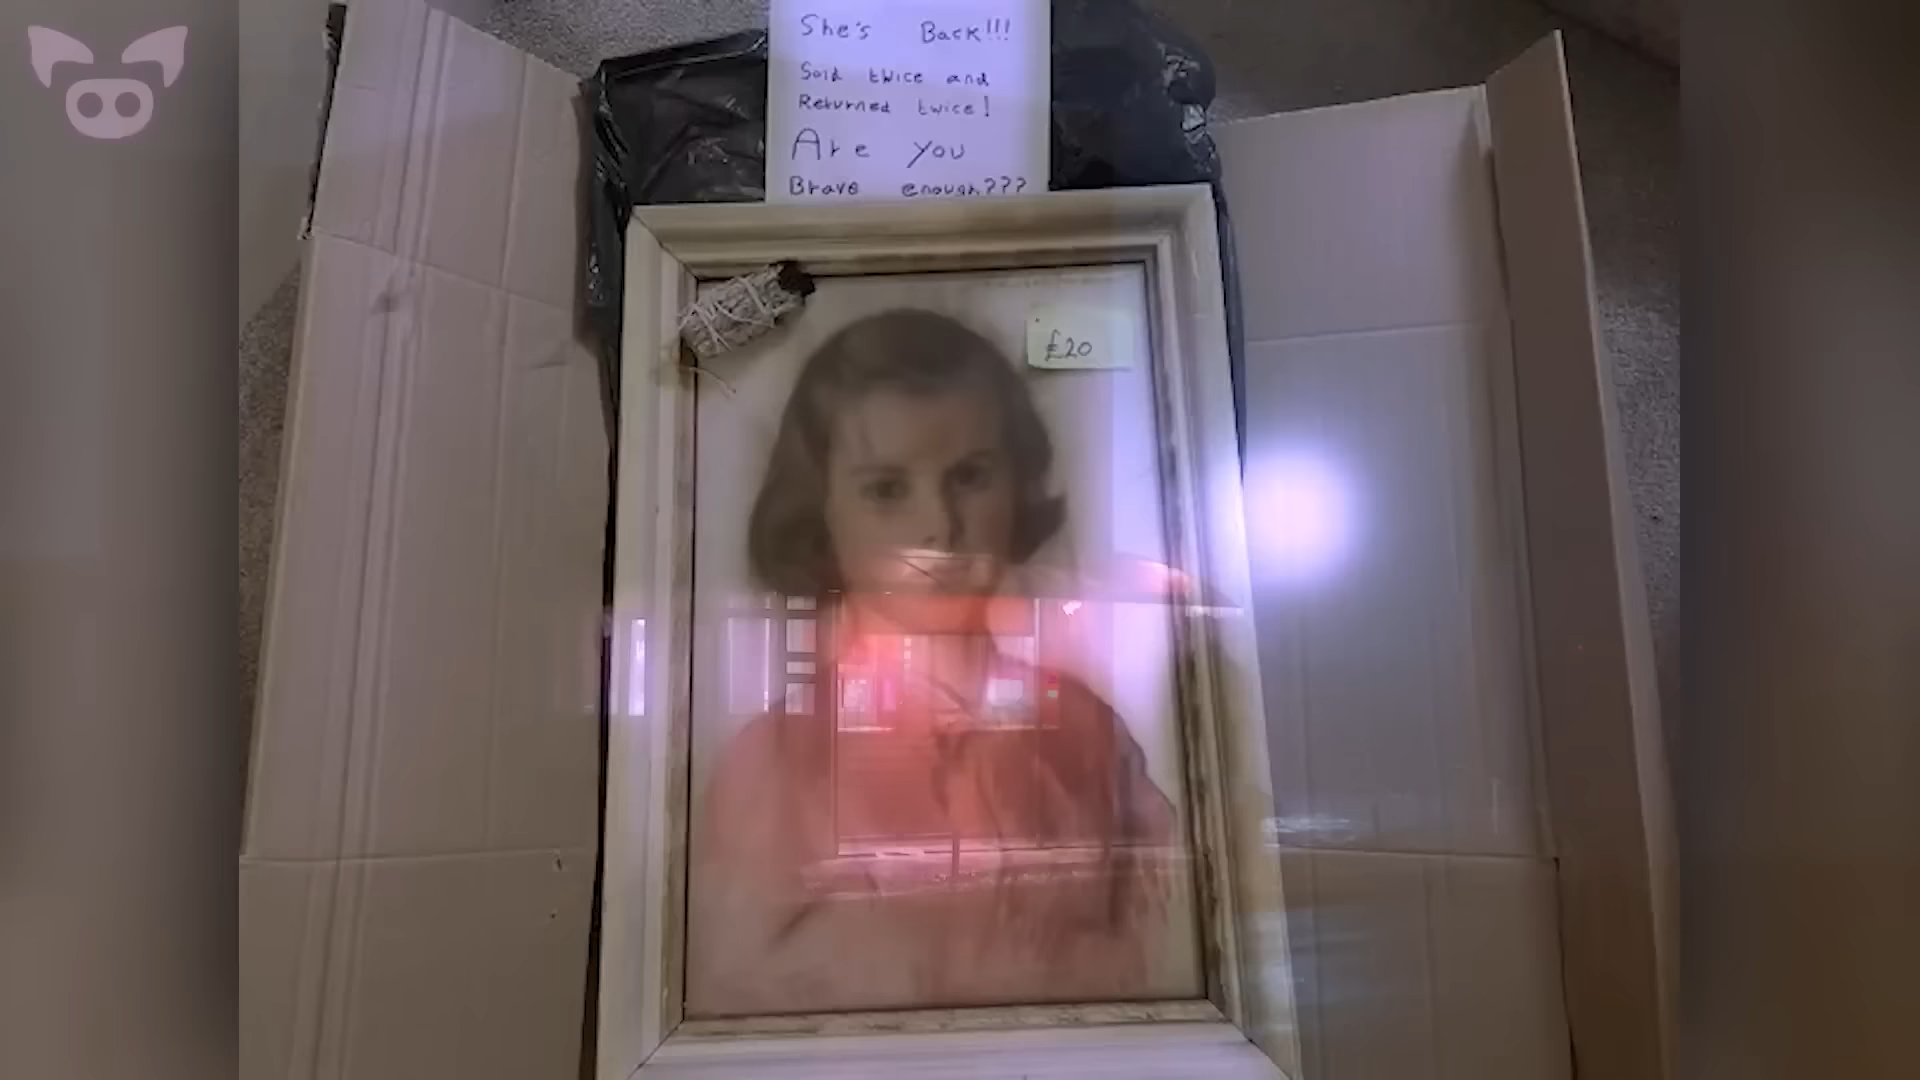 She's Back!!!
Sold twice and
Returned twice!
Are you
Brave enough???
£20